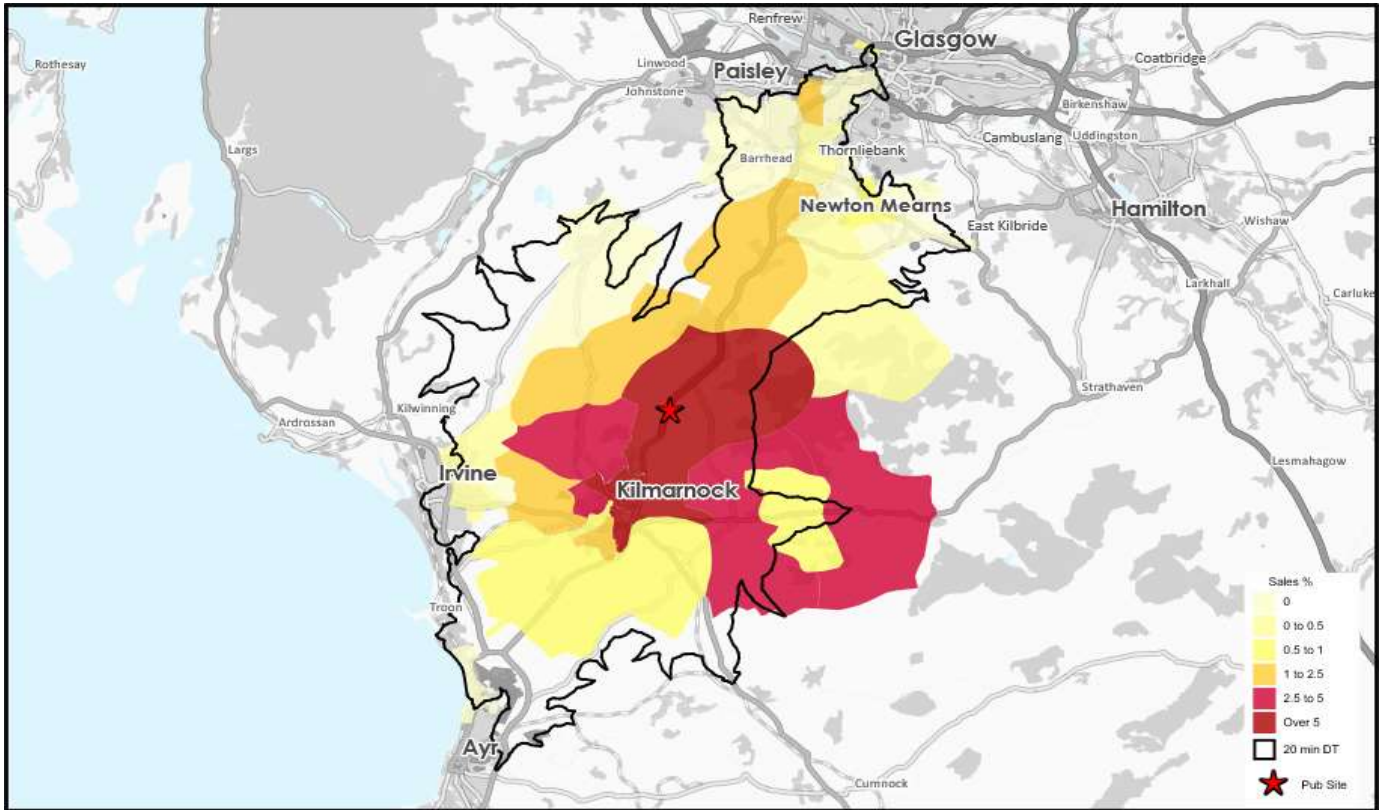 Renfrew
Glasgow
Rothesay
Linwood
Paisley
Coatbridge
Johnstone
Birkenshaw
Cambuslang
Uddingston
Largs
Barrhead
Thornliebank
Newton Mearns
Hamilton
Wishaw
East Kilbride
Larkhall
Carluke
Strathaven
Kilwinning
Ardrossan
Lesmahagow
Irvine
Kilmarnock
Troon
Ayr
Cumnock
Sales %
0
0 to 0.5
0.5 to 1
1 to 2.5
2.5 to 5
Over 5
20 min DT
Pub Site